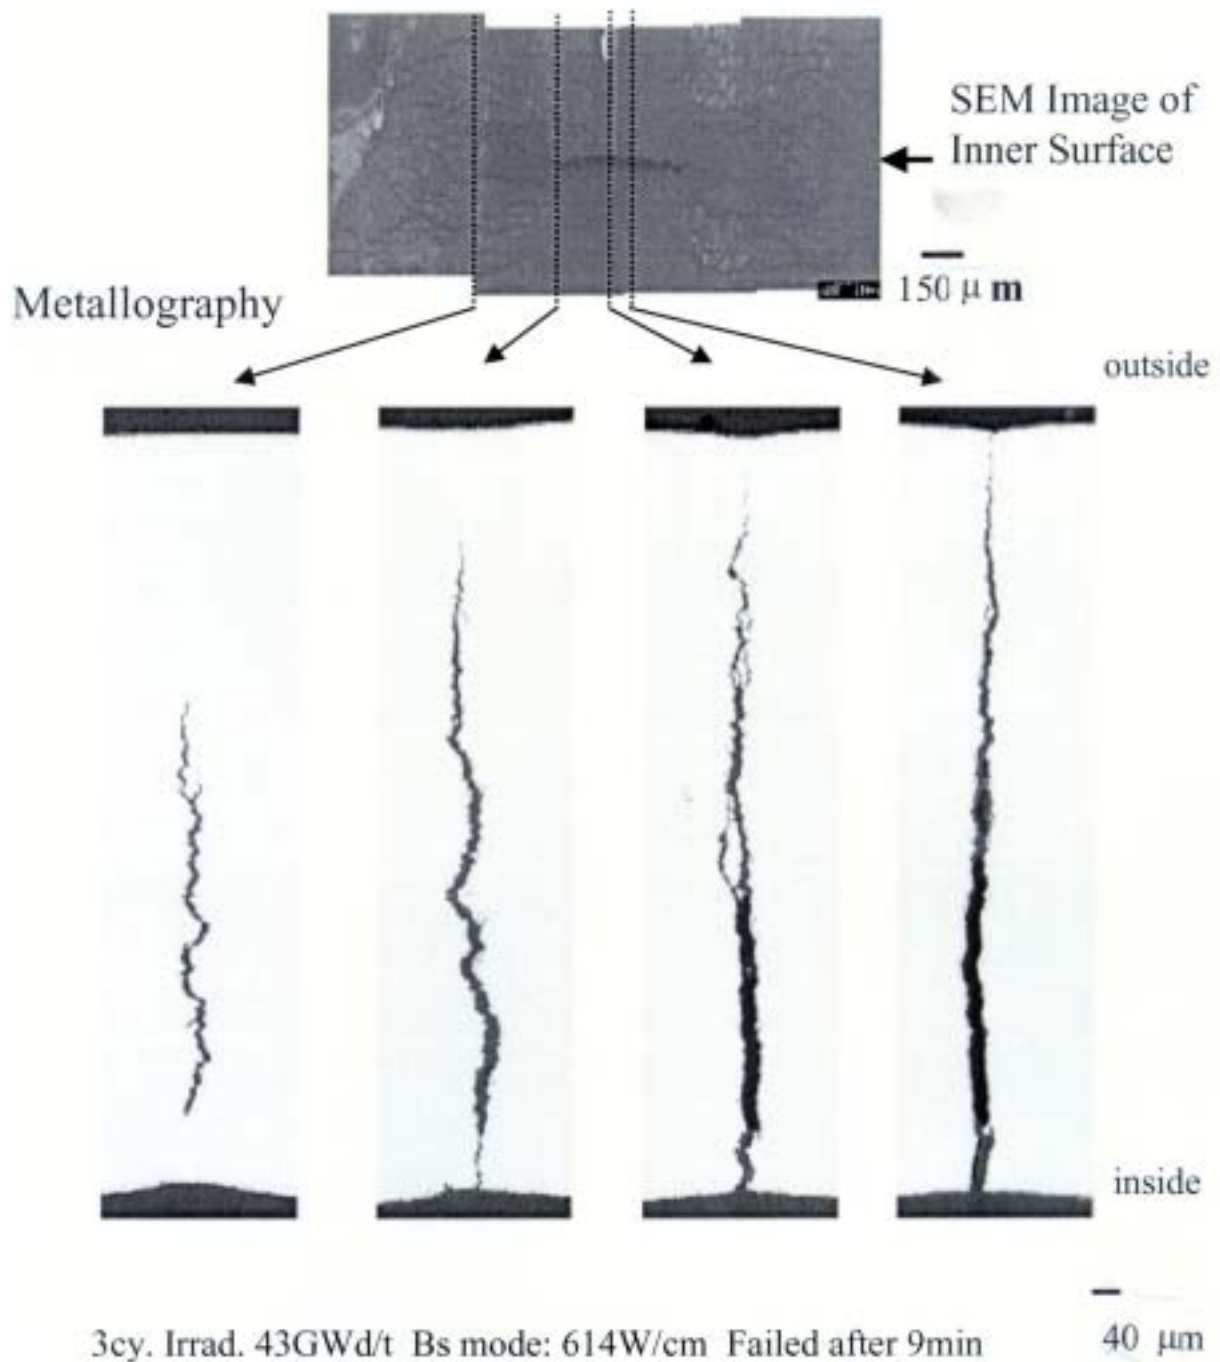 SEM Image of
Inner Surface
150 μm
Metallography
outside
inside
40 μm
3cy. Irrad. 43GWd/t Bs mode: 614W/cm Failed after 9min